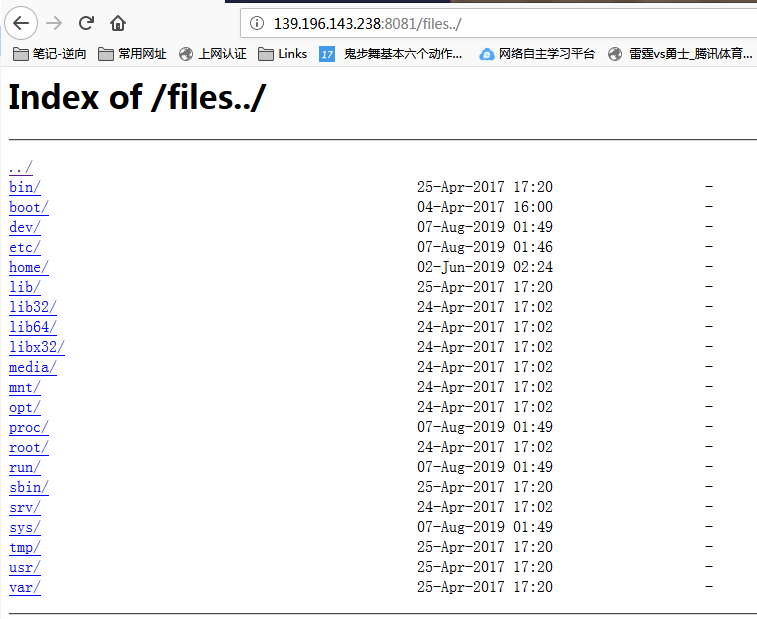 139.196.143.238:8081/files../
笔记-逆向 常用网址 上网认证 Links 17 鬼步舞基本六个动作... 网络自主学习平台 雷霆vs勇士_腾讯体育...
Index of /files../
../
bin/ 25-Apr-2017 17:20 -
boot/ 04-Apr-2017 16:00 -
dev/ 07-Aug-2019 01:49 -
etc/ 07-Aug-2019 01:46 -
home/ 02-Jun-2019 02:24 -
lib/ 25-Apr-2017 17:20 -
lib32/ 24-Apr-2017 17:02 -
lib64/ 24-Apr-2017 17:02 -
libx32/ 24-Apr-2017 17:02 -
media/ 24-Apr-2017 17:02 -
mnt/ 24-Apr-2017 17:02 -
opt/ 24-Apr-2017 17:02 -
proc/ 07-Aug-2019 01:49 -
root/ 24-Apr-2017 17:02 -
run/ 07-Aug-2019 01:49 -
sbin/ 25-Apr-2017 17:20 -
srv/ 24-Apr-2017 17:02 -
sys/ 07-Aug-2019 01:49 -
tmp/ 25-Apr-2017 17:20 -
usr/ 25-Apr-2017 17:20 -
var/ 25-Apr-2017 17:20 -